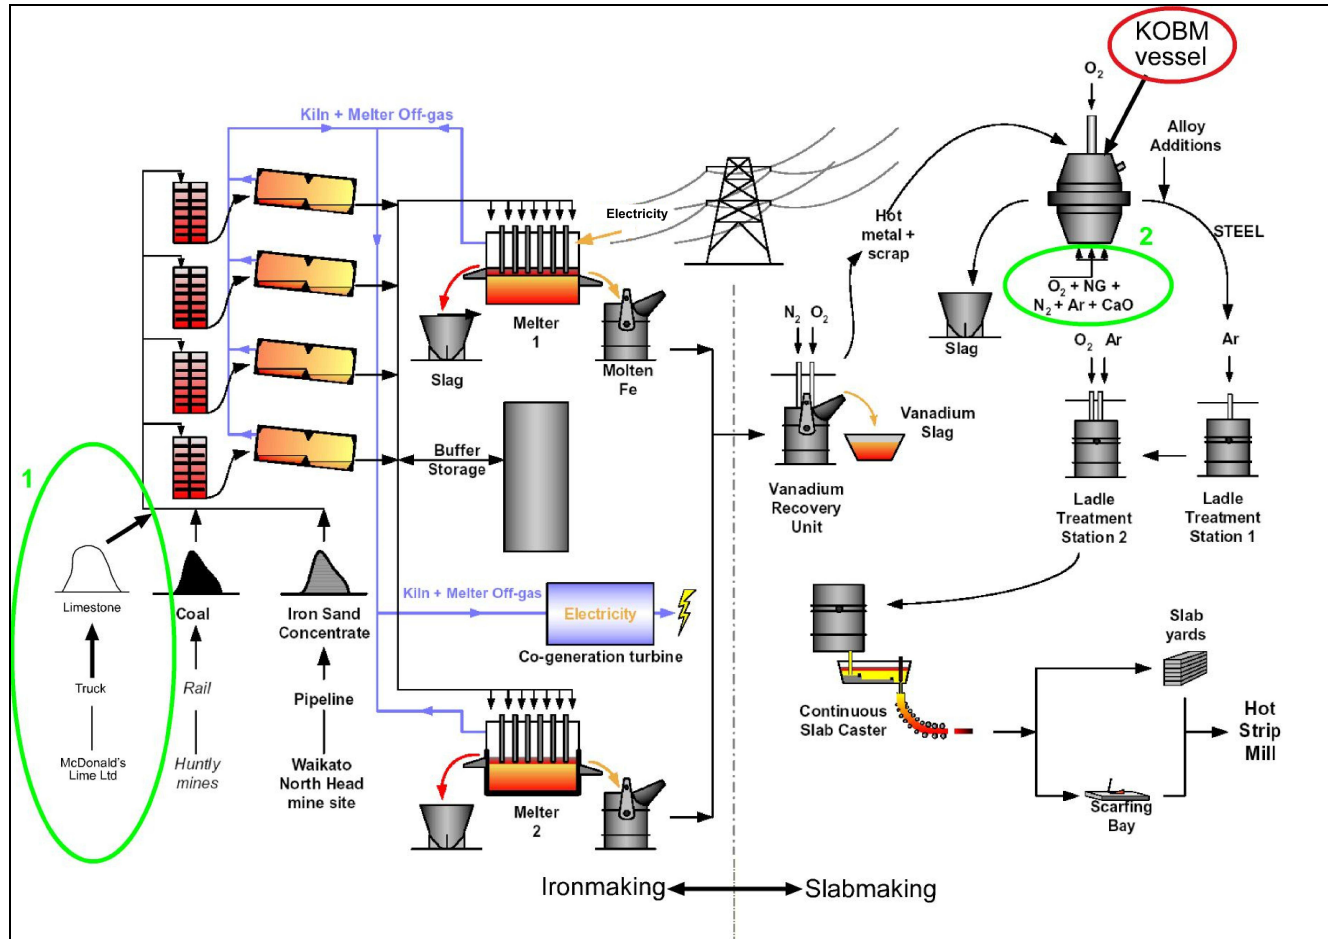 KOBM
vessel
O2
Kiln + Melter Off-gas
Alloy
Additions
Electricity
Hot
metal +
scrap
STEEL
2
O2 + NG +
N2 + Ar + CaO
N2 O2
Melter
1
Slag
Molten
Fe
Slag
O2 Ar
Ar
Vanadium
Slag
Buffer
Storage
Vanadium
Recovery
Unit
Ladle
Treatment
Station 2
Ladle
Treatment
Station 1
1
Limestone
Coal
Iron Sand
Concentrate
Kiln + Melter Off-gas
Electricity
Co-generation turbine
Truck
Rail
Pipeline
McDonald's
Lime Ltd
Huntly
mines
Waikato
North Head
mine site
Slab
yards
Continuous
Slab Caster
Hot
Strip
Mill
Scarfing
Bay
Melter
2
Ironmaking
Slabmaking